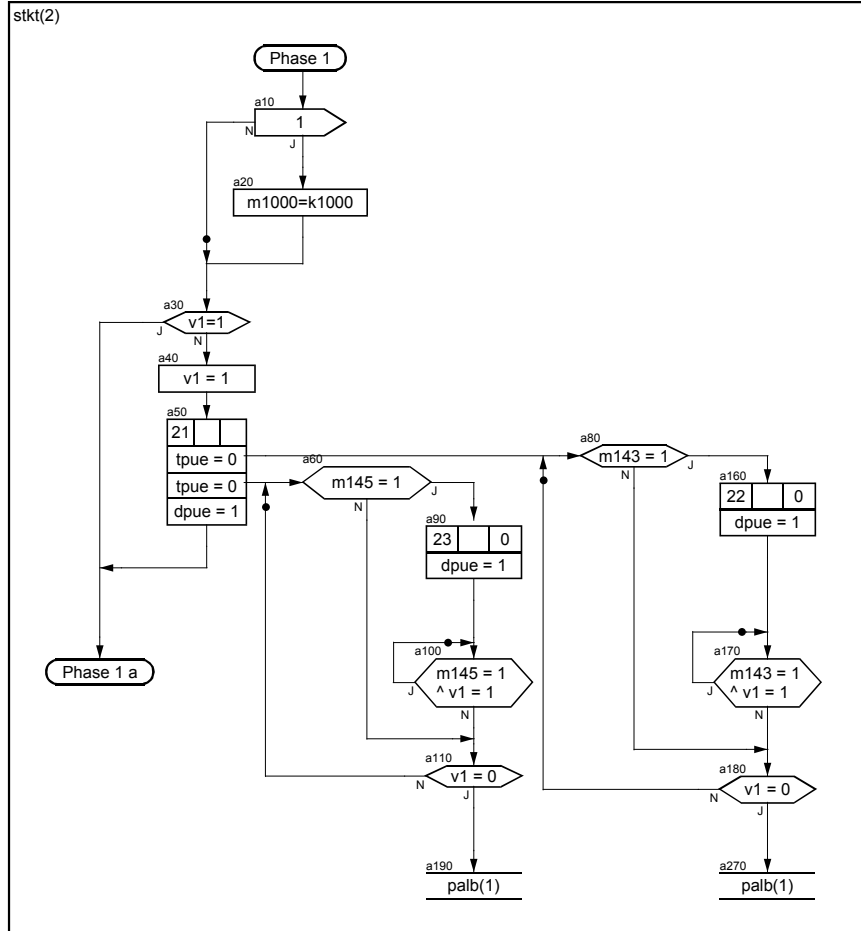 stkt(2)
Phase 1
a10
1
N
J
a20
m1000=k1000
a30
v1=1
J
N
a40
v1 = 1
a50
21
tpue = 0
tpue = 0
dpue = 1
a60
m145 = 1
J
N
a80
m143 = 1
J
N
a90
23 0
dpue = 1
a160
22 0
dpue = 1
a100
m145 = 1
^ v1 = 1
J
N
a170
m143 = 1
^ v1 = 1
J
N
Phase 1 a
a110
v1 = 0
N
J
a180
v1 = 0
N
J
a190
palb(1)
a270
palb(1)